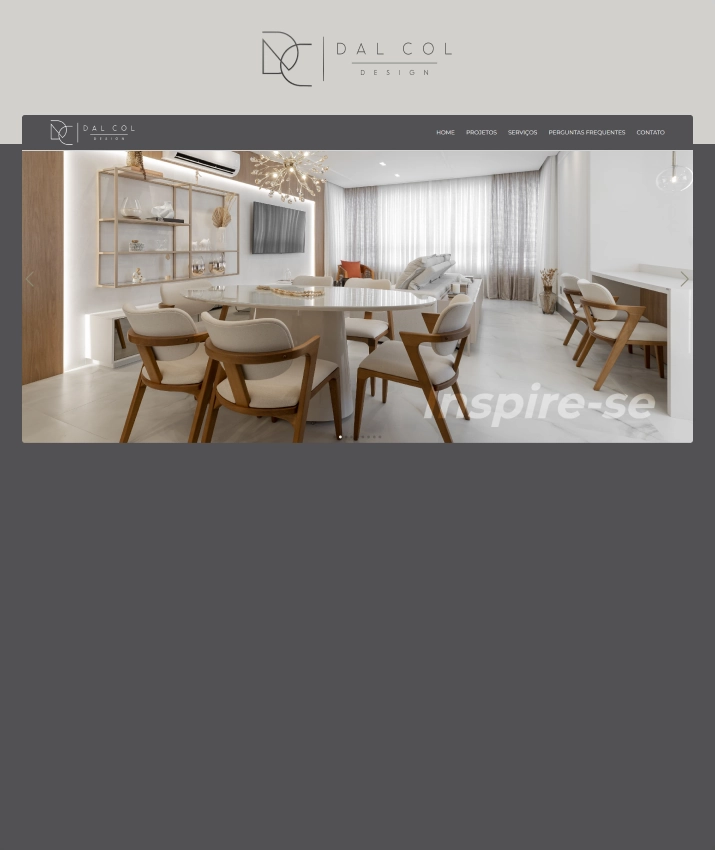 DC | DAL COL
DESIGN
DC | DAL COL
DESIGN
HOME PROJETOS SERVIÇOS PERGUNTAS FREQUENTES CONTATO
Inspire-se